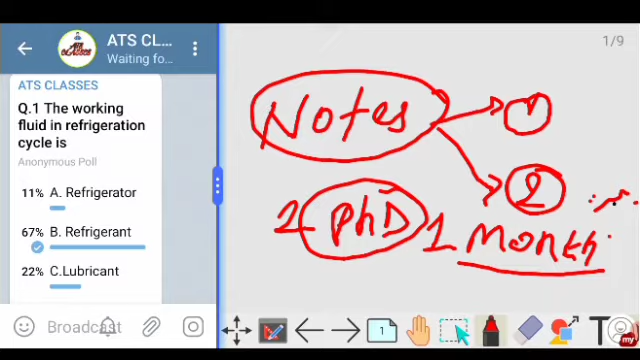 ATS CL...
Waiting fo...
1/9
ATS CLASSES
Q.1 The working
fluid in refrigeration
cycle is
Anonymous Poll
11% A. Refrigerator
67% B. Refrigerant
22% C.Lubricant
Broadcast
Notes
1
2
2 PhD 1 Month
1
T
my